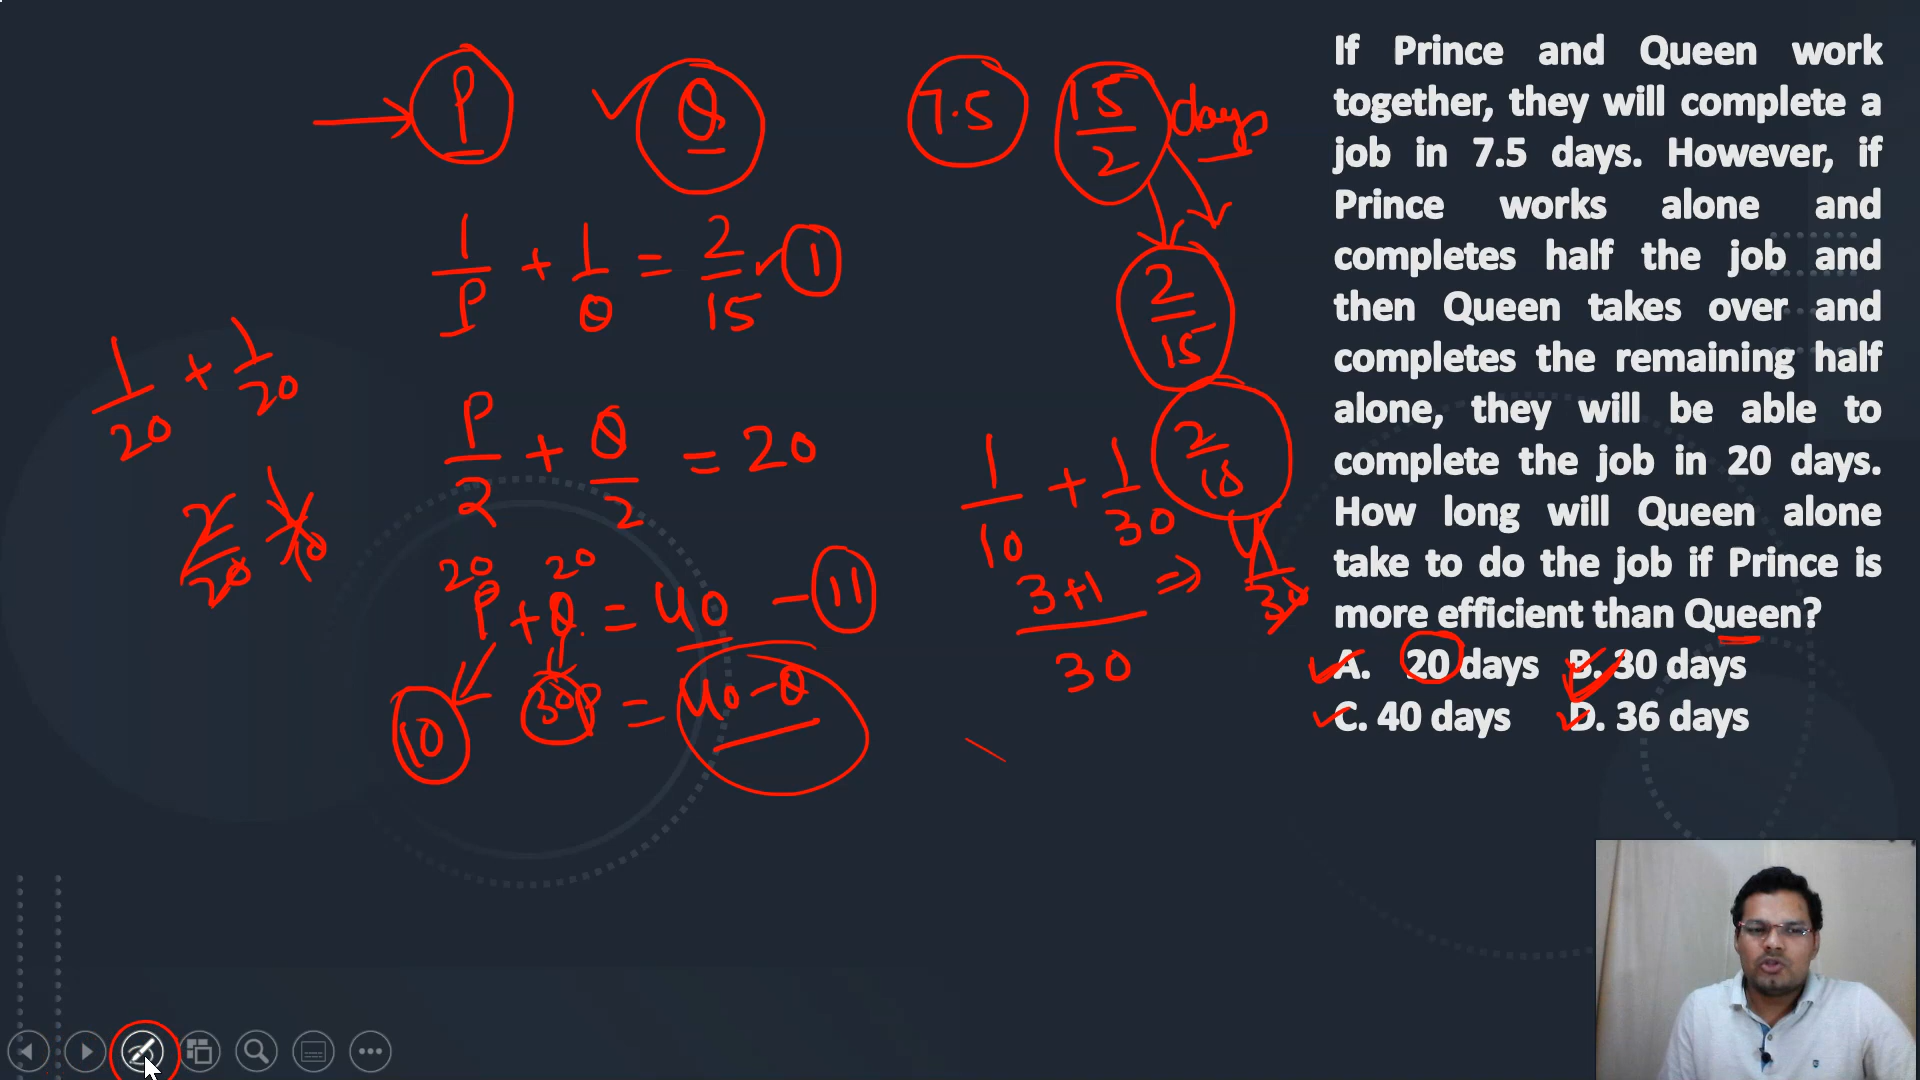 P Q 7.5 15/2 days
1/P + 1/Q = 2/15 1
2/15
1/20 + 1/20
P/2 + Q/2 = 20
2/20 1/10
1/10 + 1/30 2/15
20 20
P + Q = 40 - 11
3+1/30 ⇒
30
10 30 P = 40 - Q
If Prince and Queen work
together, they will complete a
job in 7.5 days. However, if
Prince works alone and
completes half the job and
then Queen takes over and
completes the remaining half
alone, they will be able to
complete the job in 20 days.
How long will Queen alone
take to do the job if Prince is
more efficient than Queen?
A. 20 days B. 30 days
C. 40 days D. 36 days